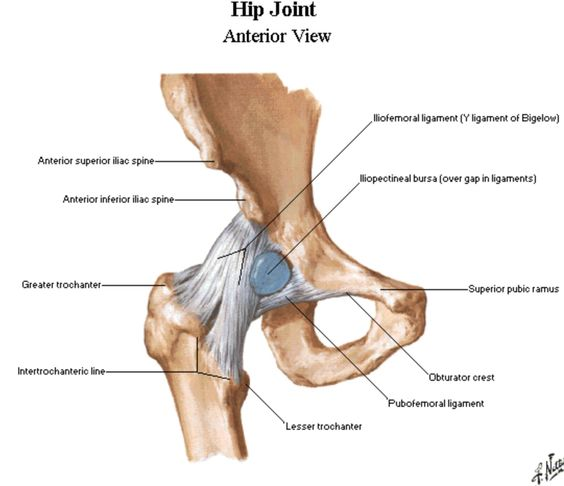 Hip Joint
Anterior View
Iliofemoral ligament (Y ligament of Bigelow)
Anterior superior iliac spine
Iliopectineal bursa (over gap in ligaments)
Anterior inferior iliac spine
Greater trochanter
Superior pubic ramus
Intertrochanteric line
Obturator crest
Pubofemoral ligament
Lesser trochanter